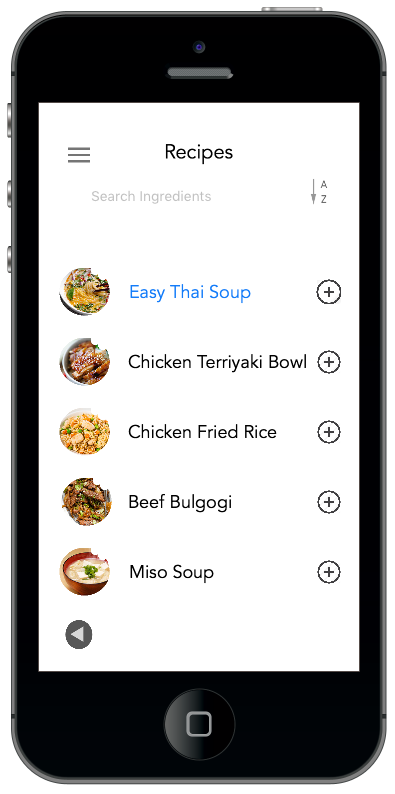 Recipes
Search Ingredients
A
Z
Easy Thai Soup
Chicken Terriyaki Bowl
Chicken Fried Rice
Beef Bulgogi
Miso Soup